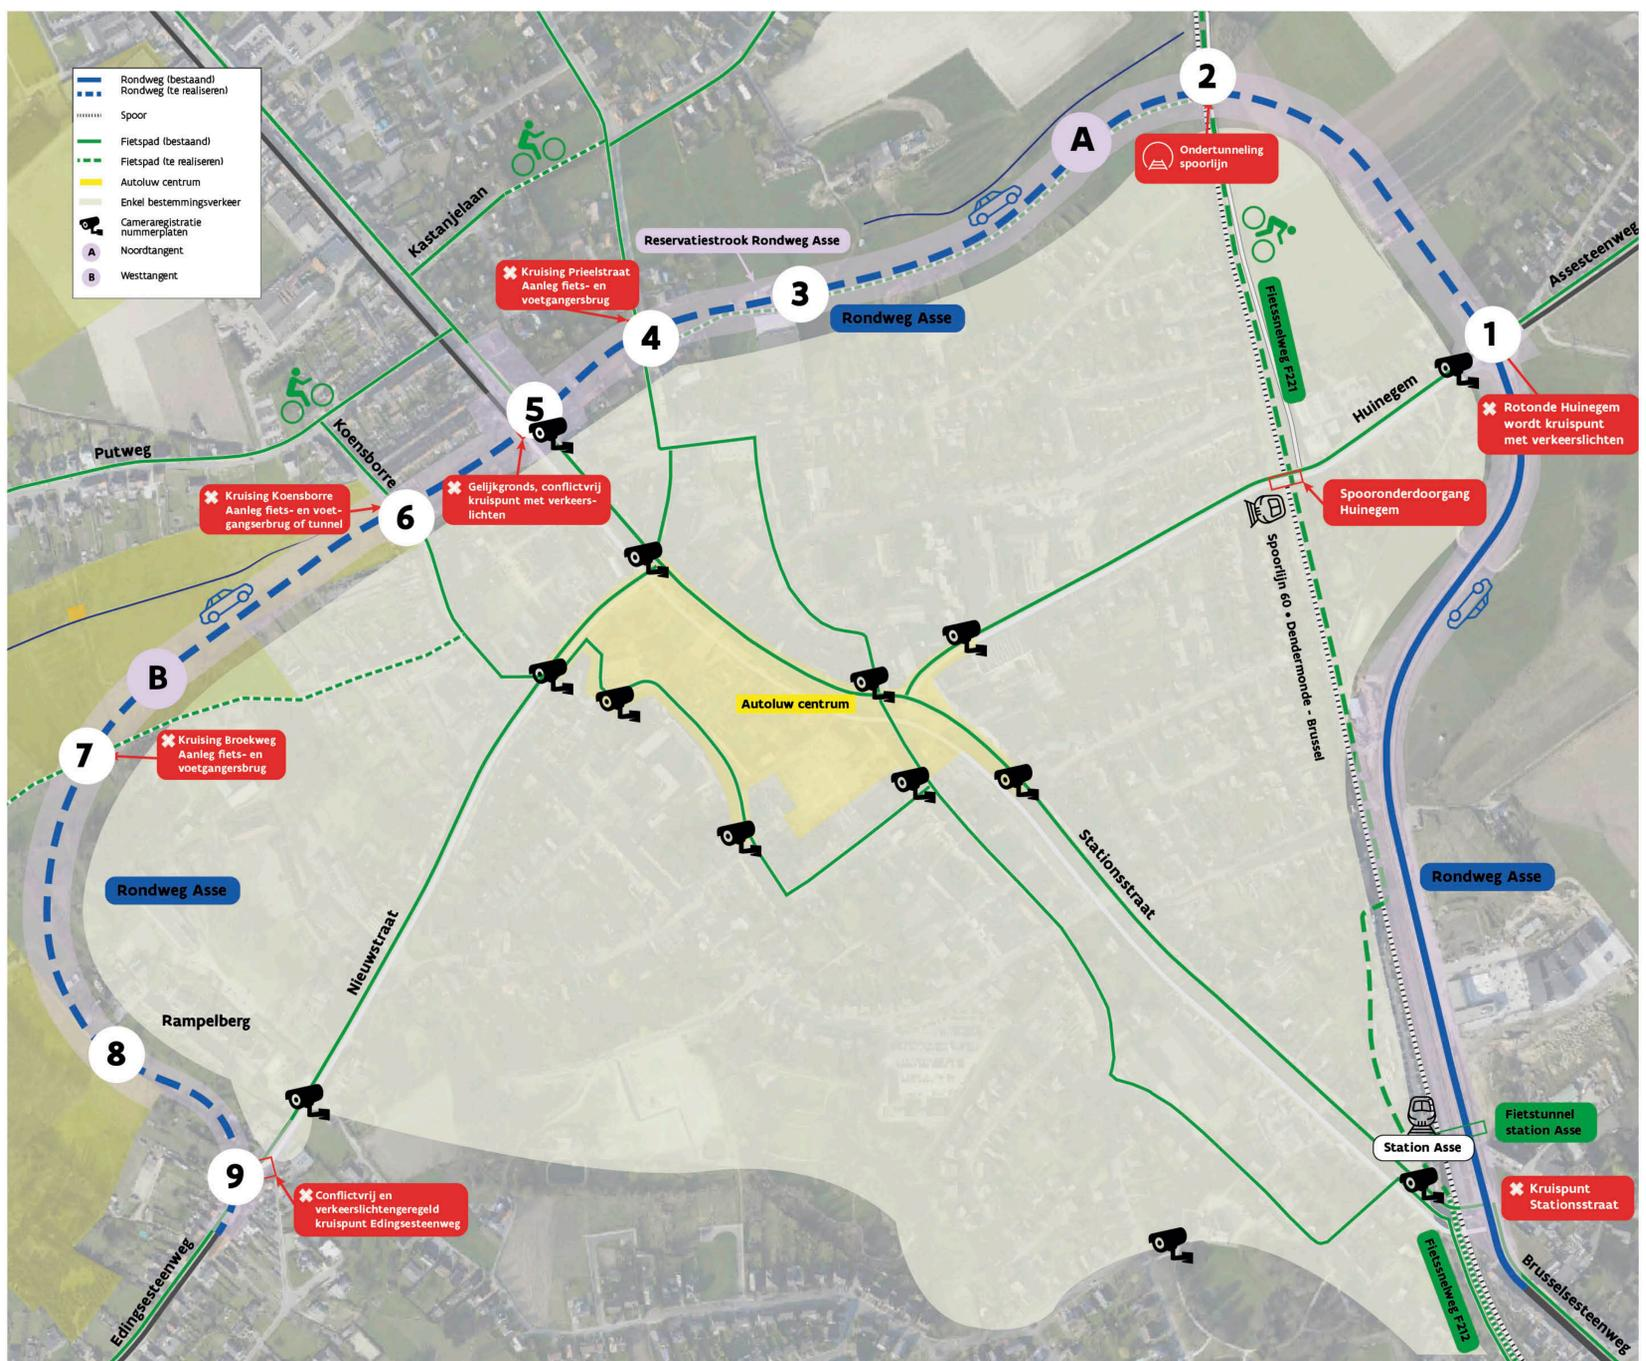 Rondweg (bestaand)
Rondweg (te realiseren)
Spoor
Fietspad (bestaand)
Fietspad (te realiseren)
Autoluw centrum
Enkel bestemmingsverkeer
Cameraregistratie
nummerplaten
A
Noordtangent
B
Westtangent
2
A
Ondertunneling
spoorlijn
Kastanjelaan
Reservatiestrook Rondweg Asse
Assesteenweg
Kruising Prieelstraat
Aanleg fiets- en
voetgangersbrug
3
Rondweg Asse
4
Fietssnelweg F221
1
Huinegem
Rotonde Huinegem
wordt kruispunt
met verkeerslichten
5
Putweg
Koensborre
Gelijkgronds, conflictvrij
kruispunt met verkeers-
lichten
Kruising Koensborre
Aanleg fiets- en voet-
gangserbrug of tunnel
6
Spooronderdoorgang
Huinegem
Spoorlijn 60 • Dendermonde - Brussel
B
Autoluw centrum
7
Kruising Broekweg
Aanleg fiets- en
voetgangersbrug
Stationsstraat
Rondweg Asse
Rondweg Asse
Nieuwstraat
Rampelberg
8
Fietstunnel
station Asse
Station Asse
9
Conflictvrij en
verkeerslichtengeregeld
kruispunt Edingsesteenweg
Kruispunt
Stationsstraat
Edingsesteenweg
Fietssnelweg F212
Brusselsesteenweg